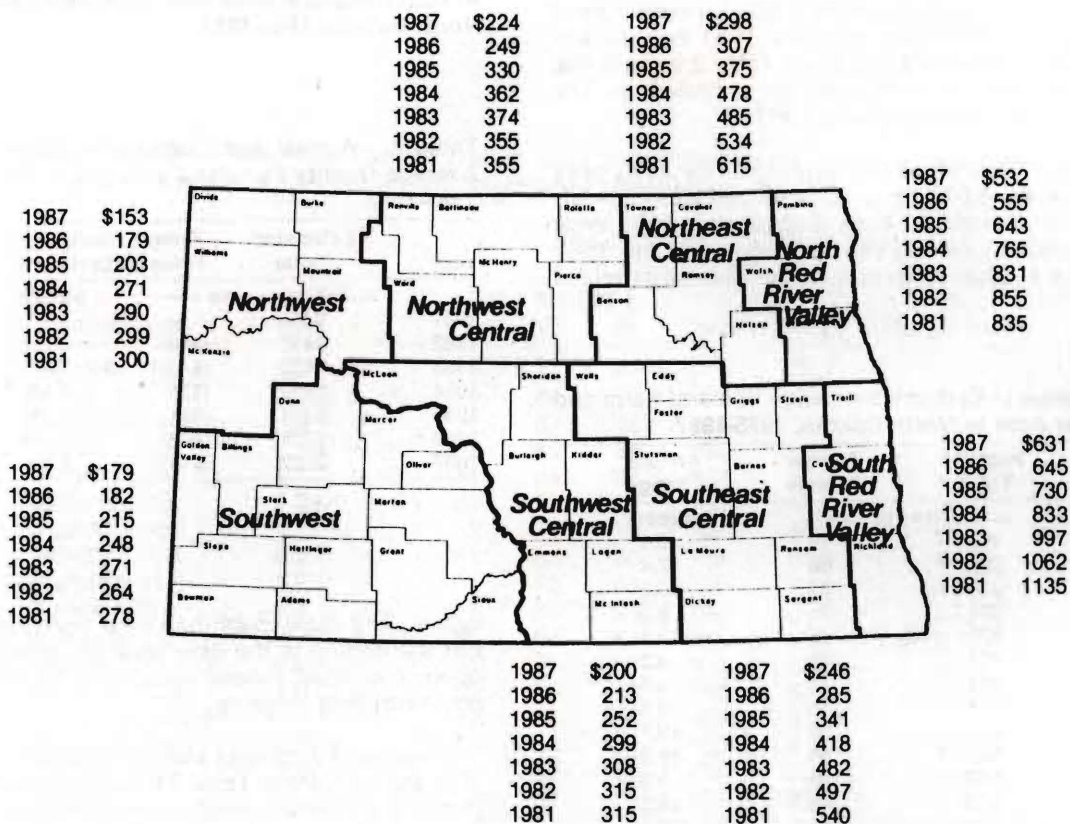 1987 $224
1986 249
1985 330
1984 362
1983 374
1982 355
1981 355
1987 $298
1986 307
1985 375
1984 478
1983 485
1982 534
1981 615
1987 $532
1986 555
1985 643
1984 765
1983 831
1982 855
1981 835
1987 $153
1986 179
1985 203
1984 271
1983 290
1982 299
1981 300
Divide
Burke
Renville
Bottineau
Rolette
Towner
Cavalier
Pembina
Williams
Mountrail
Ward
McHenry
Pierce
Benson
Ramsey
Walsh
Nelson
McKenzie
Northwest
Northwest
Central
Northeast
Central
North
Red
River
Valley
McLean
Sheridan
Wells
Eddy
Foster
Griggs
Steele
Traill
Dunn
Mercer
Oliver
Burleigh
Kidder
Stutsman
Barnes
Golden
Valley
Billings
Stark
Morton
Slope
Hettinger
Grant
Emmons
Logan
La Moure
Ransom
Richland
Bowman
Adams
Sioux
McIntosh
Dickey
Sargent
Southwest
Southwest
Central
Southeast
Central
South
Red
River
Valley
1987 $179
1986 182
1985 215
1984 248
1983 271
1982 264
1981 278
1987 $631
1986 645
1985 730
1984 833
1983 997
1982 1062
1981 1135
1987 $200
1986 213
1985 252
1984 299
1983 308
1982 315
1981 315
1987 $246
1986 285
1985 341
1984 418
1983 482
1982 497
1981 540